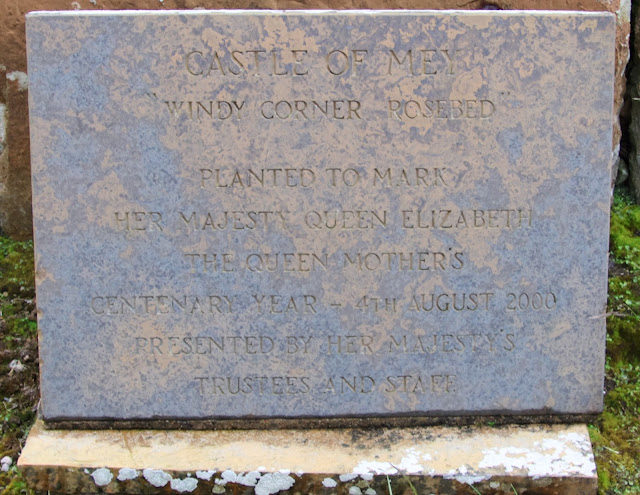 CASTLE OF MEY
"WINDY CORNER ROSEBED"
PLANTED TO MARK
HER MAJESTY QUEEN ELIZABETH
THE QUEEN MOTHER'S
CENTENARY YEAR - 4TH AUGUST 2000
PRESENTED BY HER MAJESTY'S
TRUSTEES AND STAFF